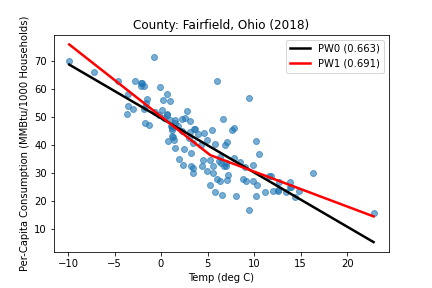 County: Fairfield, Ohio (2018)
PW0 (0.663)
PW1 (0.691)
Per-Capita Consumption (MMBtu/1000 Households)
70
60
50
40
30
20
10
−10 −5 0 5 10 15 20
Temp (deg C)